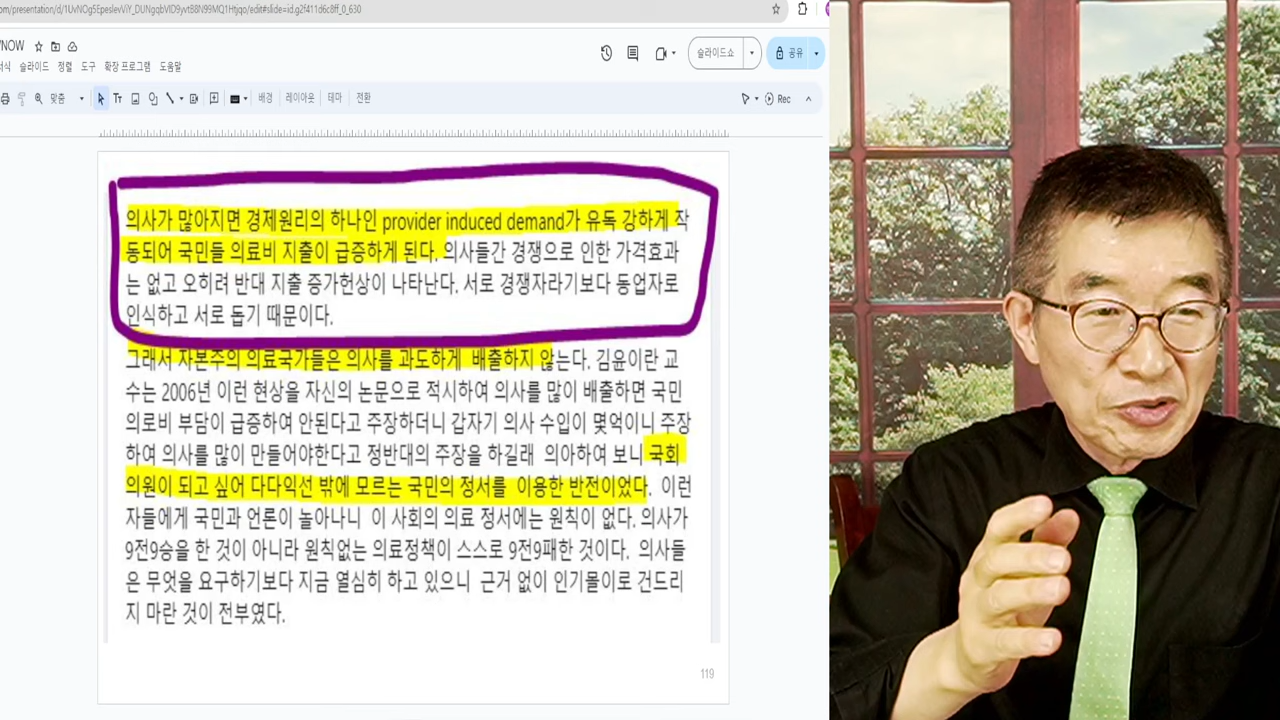 om/presentation/d/1UvNOg5EpeslevViY_DUNgqbVlD9yvtB8N99MQ1Htjqo/edit#slide=id.g2f411d6c8ff_0_630
NOW
서식 슬라이드 정렬 도구 확장 프로그램 도움말
슬라이드쇼 공유
맞춤 Tт 배경 레이아웃 테마 전환 Rec
의사가 많아지면 경제원리의 하나인 provider induced demand가 유독 강하게 작
동되어 국민들 의료비 지출이 급증하게 된다. 의사들간 경쟁으로 인한 가격효과
는 없고 오히려 반대 지출 증가현상이 나타난다. 서로 경쟁자라기보다 동업자로
인식하고 서로 돕기 때문이다.
그래서 자본주의 의료국가들은 의사를 과도하게 배출하지 않는다. 김윤이란 교
수는 2006년 이런 현상을 자신의 논문으로 적시하여 의사를 많이 배출하면 국민
의료비 부담이 급증하여 안된다고 주장하더니 갑자기 의사 수입이 몇억이니 주장
하여 의사를 많이 만들어야한다고 정반대의 주장을 하길래 의아하여 보니 국회
의원이 되고 싶어 다다익선 밖에 모르는 국민의 정서를 이용한 반전이었다. 이런
자들에게 국민과 언론이 놀아나니 이 사회의 의료 정서에는 원칙이 없다. 의사가
9전9승을 한 것이 아니라 원칙없는 의료정책이 스스로 9전9패한 것이다. 의사들
은 무엇을 요구하기보다 지금 열심히 하고 있으니 근거 없이 인기몰이로 건드리
지 마란 것이 전부였다.
119